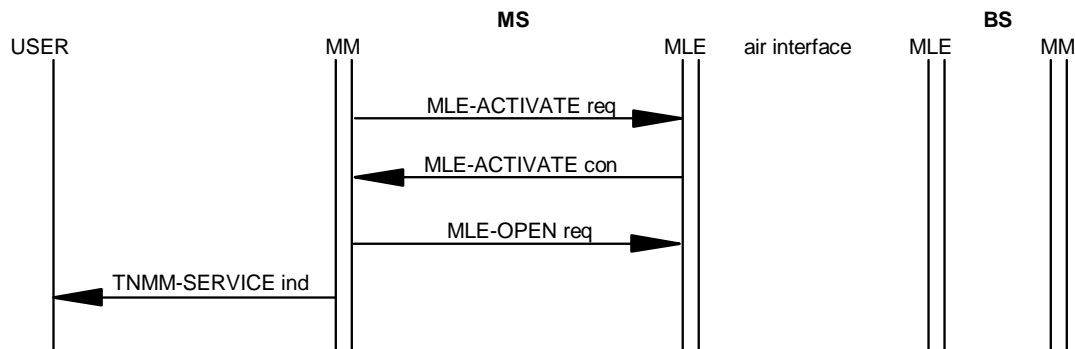 MS BS
USER MM MLE air interface MLE MM
MLE-ACTIVATE req
MLE-ACTIVATE con
MLE-OPEN req
TNMM-SERVICE ind